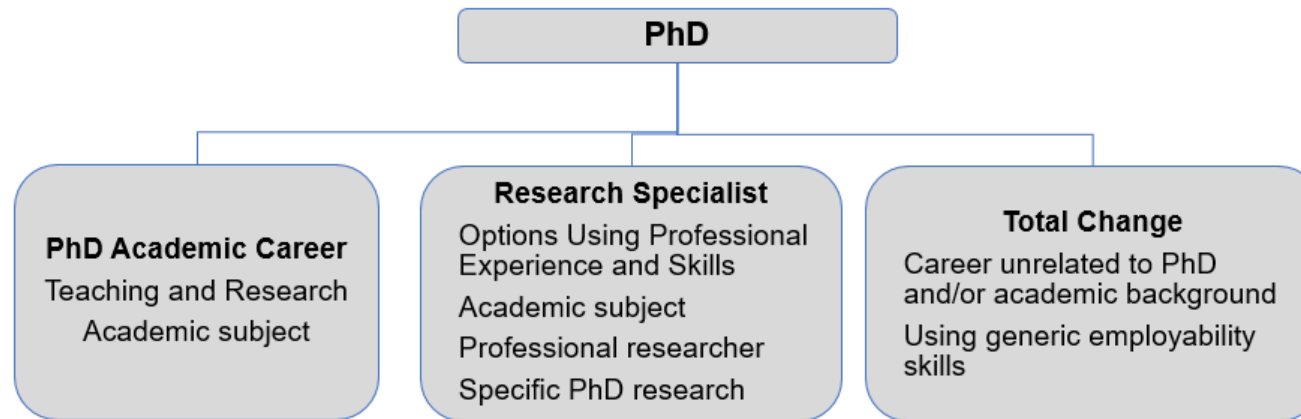 PhD
PhD Academic Career
Teaching and Research
Academic subject
Research Specialist
Options Using Professional
Experience and Skills
Academic subject
Professional researcher
Specific PhD research
Total Change
Career unrelated to PhD
and/or academic background
Using generic employability
skills